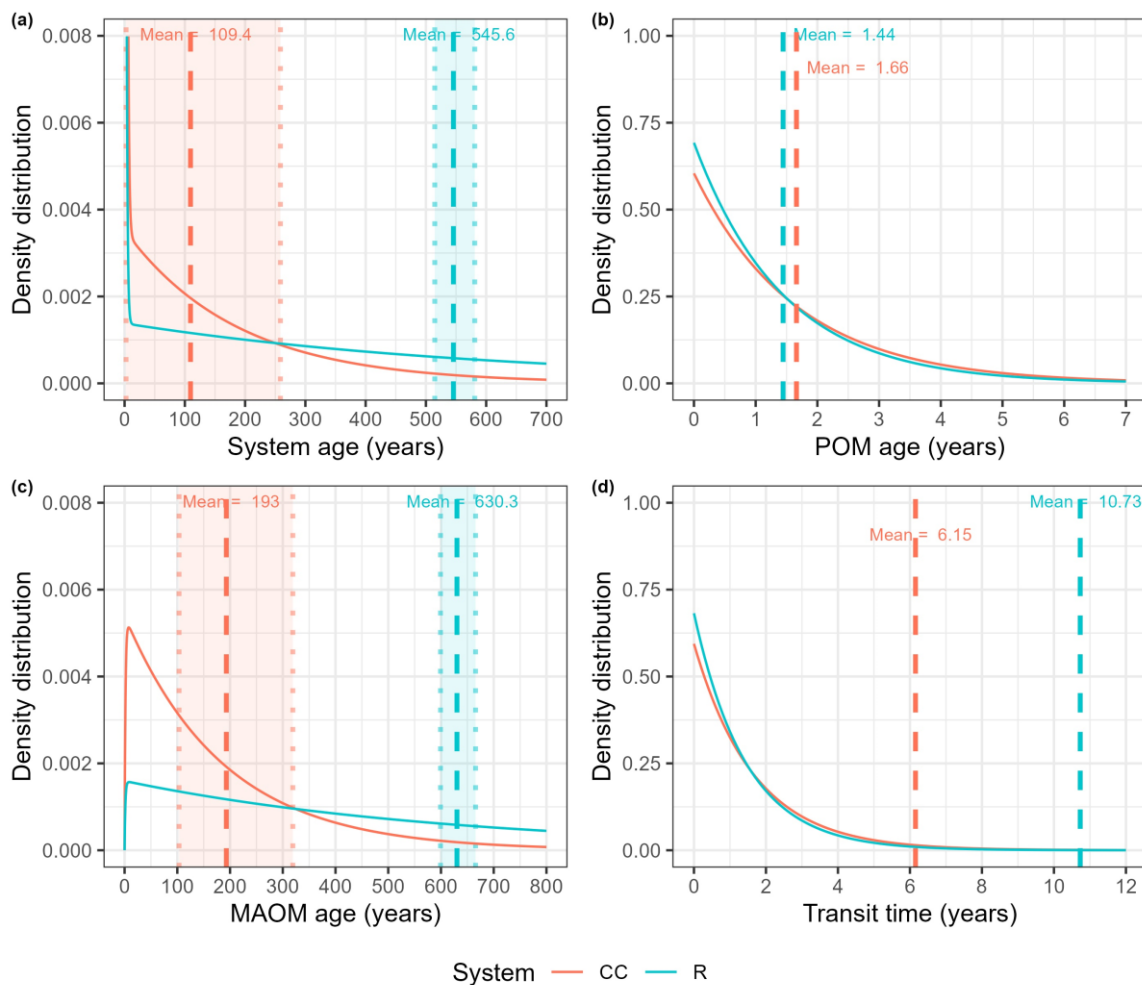 (a)
Mean = 109.4
Mean = 545.6
0.008
0.006
0.004
0.002
0.000
Density distribution
0 100 200 300 400 500 600 700
System age (years)
(b)
Mean = 1.44
Mean = 1.66
1.00
0.75
0.50
0.25
0.00
Density distribution
0 1 2 3 4 5 6 7
POM age (years)
(c)
Mean = 193
Mean = 630.3
0.008
0.006
0.004
0.002
0.000
Density distribution
0 100 200 300 400 500 600 700 800
MAOM age (years)
(d)
Mean = 10.73
Mean = 6.15
1.00
0.75
0.50
0.25
0.00
Density distribution
0 2 4 6 8 10 12
Transit time (years)
System CC R